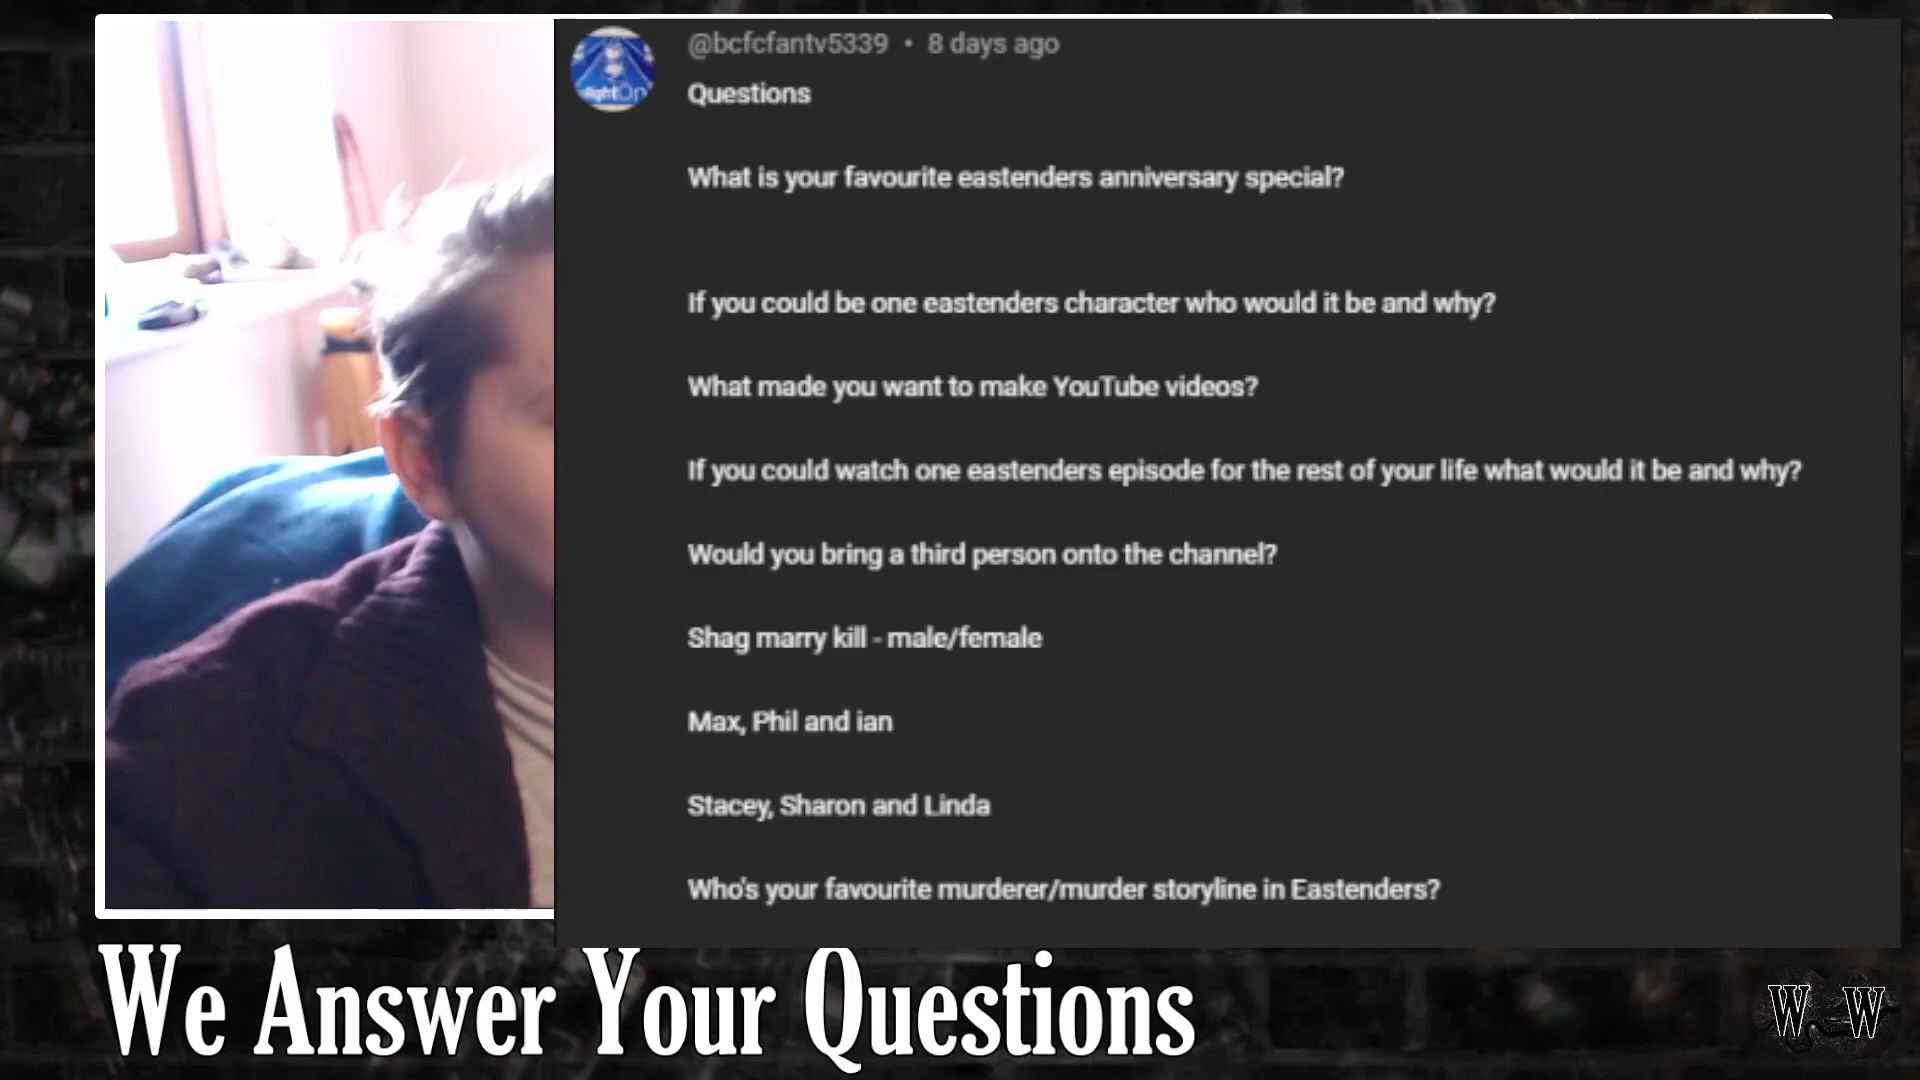 @bcfcfantv5339 • 8 days ago
Questions
What is your favourite eastenders anniversary special?
If you could be one eastenders character who would it be and why?
What made you want to make YouTube videos?
If you could watch one eastenders episode for the rest of your life what would it be and why?
Would you bring a third person onto the channel?
Shag marry kill - male/female
Max, Phil and ian
Stacey, Sharon and Linda
Who's your favourite murderer/murder storyline in Eastenders?
We Answer Your Questions
W W